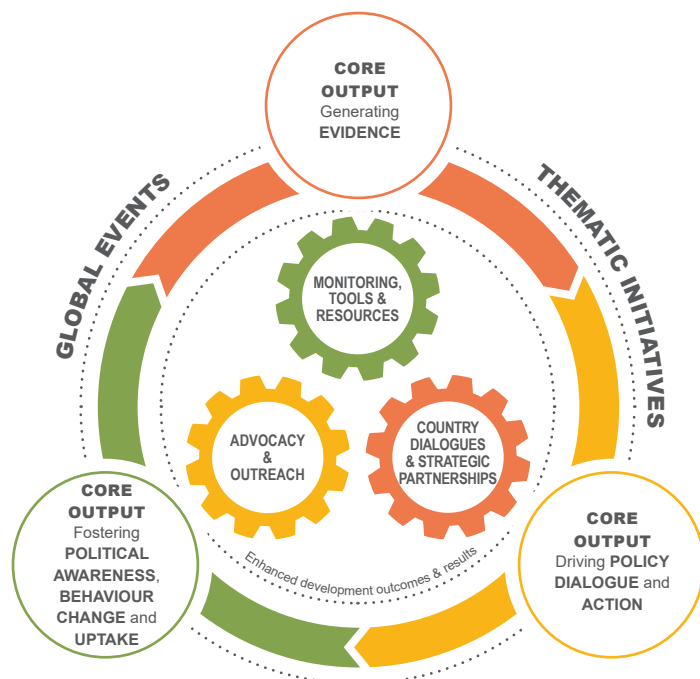 CORE
OUTPUT
Generating
EVIDENCE
GLOBAL EVENTS
THEMATIC INITIATIVES
MONITORING,
TOOLS &
RESOURCES
ADVOCACY
&
OUTREACH
COUNTRY
DIALOGUES
& STRATEGIC
PARTNERSHIPS
CORE
OUTPUT
Fostering
POLITICAL
AWARENESS,
BEHAVIOUR
CHANGE and
UPTAKE
CORE
OUTPUT
Driving POLICY
DIALOGUE and
ACTION
Enhanced development outcomes & results